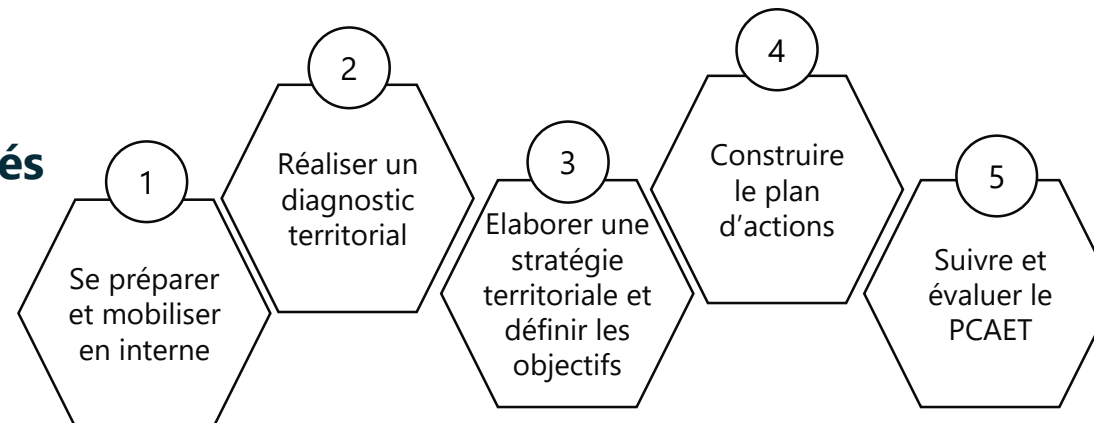 és
1
Se préparer
et mobiliser
en interne
2
Réaliser un
diagnostic
territorial
3
Elaborer une
stratégie
territoriale et
définir les
objectifs
4
Construire
le plan
d’actions
5
Suivre et
évaluer le
PCAET